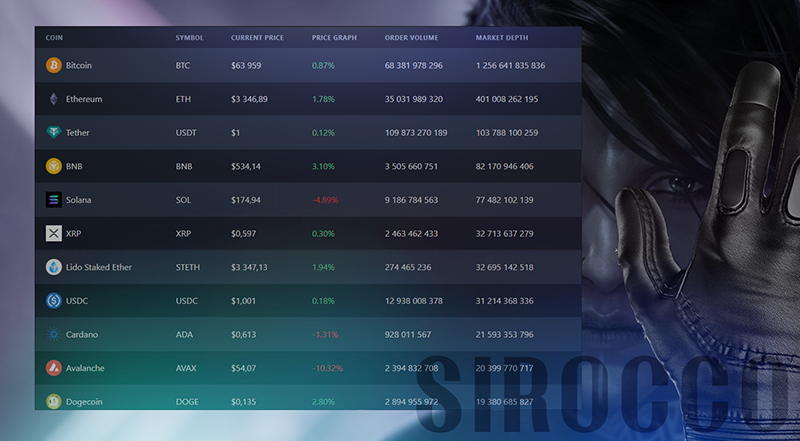 COIN SYMBOL CURRENT PRICE PRICE GRAPH ORDER VOLUME MARKET DEPTH
Bitcoin BTC $63 959 0.87% 68 381 978 296 1 256 641 835 836
Ethereum ETH $3 346,89 1.78% 35 031 989 320 401 008 262 195
Tether USDT $1 0.12% 109 873 270 189 103 788 100 259
BNB BNB $534,14 3.10% 3 505 660 751 82 170 946 406
Solana SOL $174,94 -4.89% 9 186 784 563 77 482 102 139
XRP XRP $0,597 0.30% 2 463 462 433 32 713 637 279
Lido Staked Ether STETH $3 347,13 1.94% 274 465 236 32 695 142 518
USDC USDC $1,001 0.18% 12 938 008 378 31 214 368 336
Cardano ADA $0,613 -1.31% 928 011 567 21 593 353 796
Avalanche AVAX $54,07 -10.32% 2 394 832 708 20 399 770 717
Dogecoin DOGE $0,135 2.80% 2 894 955 972 19 380 685 827
SIROCCO